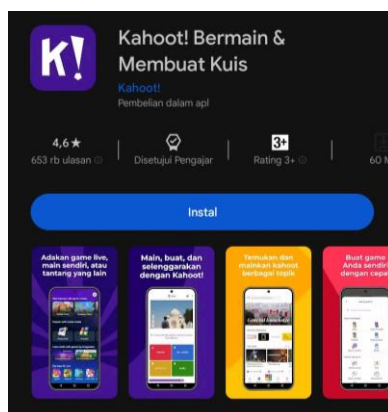 K!
Kahoot! Bermain &
Membuat Kuis
Kahoot!
Pembelian dalam apl
4,6★
653 rb ulasan
Disetujui Pengajar
3+
Rating 3+
60 M
Instal
Adakan game live,
main sendiri, atau
tantang yang lain
Main, buat, dan
selenggarakan
dengan Kahoot!
Temukan dan
mainkan kahoot
berbagai topik
Buat game
Anda sendiri
dengan cepat